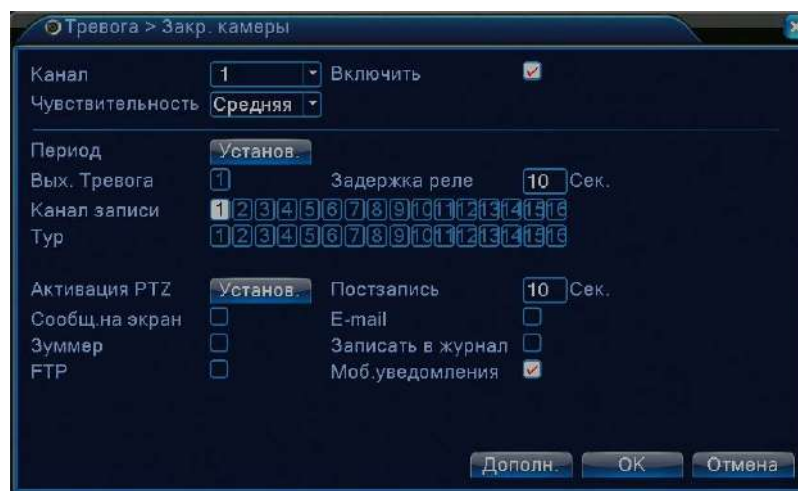 Тревога > Закр. камеры
Канал 1 Включить
Чувствительность Средняя
Период Установ.
Вых. Тревога 1 Задержка реле 10 Сек.
Канал записи 1 2 3 4 5 6 7 8 9 10 11 12 13 14 15 16
Тур 1 2 3 4 5 6 7 8 9 10 11 12 13 14 15 16
Активация PTZ Установ. Постзапись 10 Сек.
Сообщ.на экран E-mail
Зуммер Записать в журнал
FTP Моб.уведомления
Дополн. OK Отмена